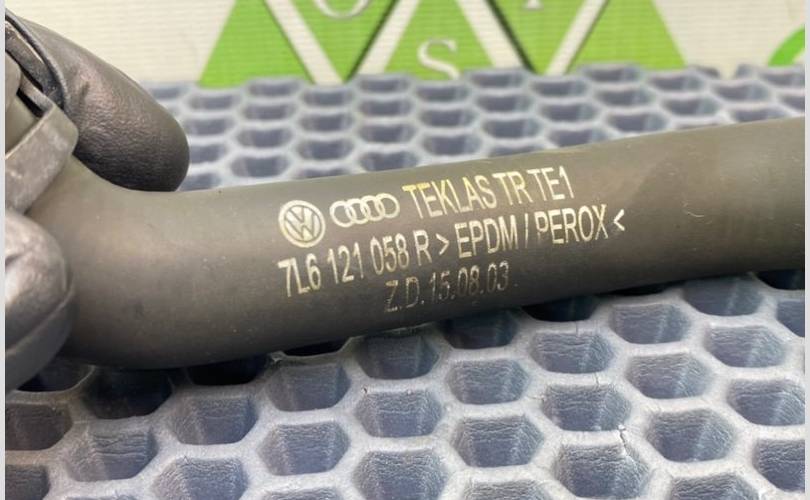 TEKLAS TR TE1
7L6 121 058 R > EPDM / PEROX <
Z.D. 15.08.03